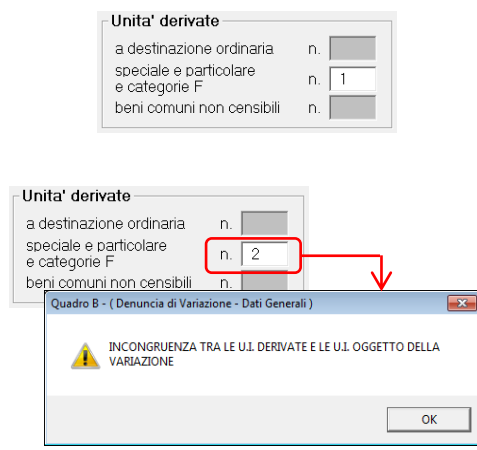 Unita' derivate
a destinazione ordinaria n.
speciale e particolare
e categorie F n. 1
beni comuni non censibili n.
Unita' derivate
a destinazione ordinaria n.
speciale e particolare
e categorie F n. 2
beni comuni non censibili n.
Quadro B - ( Denuncia di Variazione - Dati Generali )
INCONGRUENZA TRA LE U.I. DERIVATE E LE U.I. OGGETTO DELLA
VARIAZIONE
OK